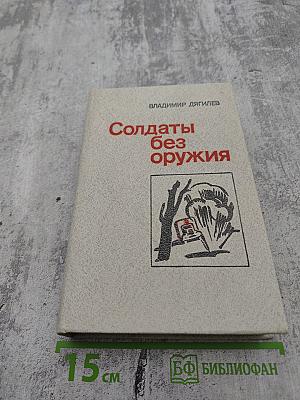 ВЛАДИМИР ДЯГИЛЕВ
Солдаты
без
оружия
15 см
БФ БИБЛИОФАН